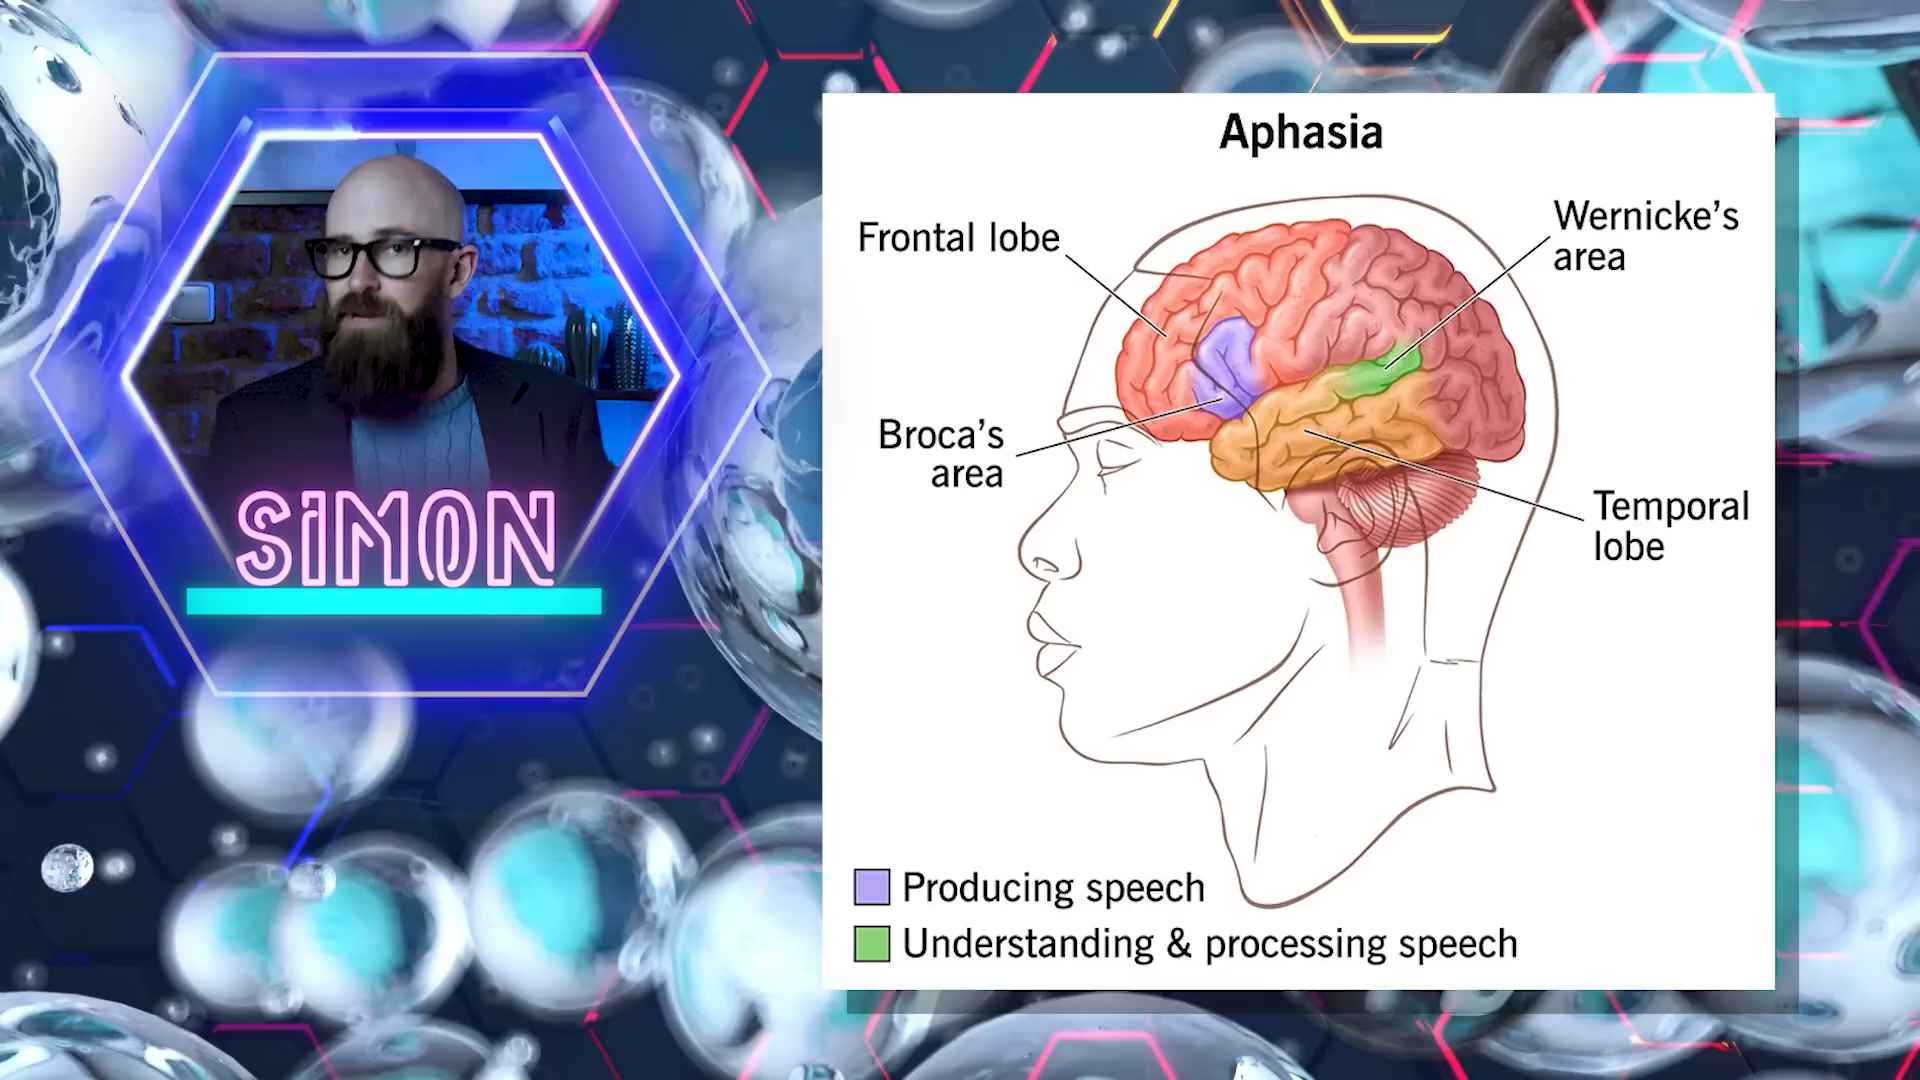 SiMON
Aphasia
Frontal lobe
Wernicke’s
area
Broca’s
area
Temporal
lobe
Producing speech
Understanding & processing speech